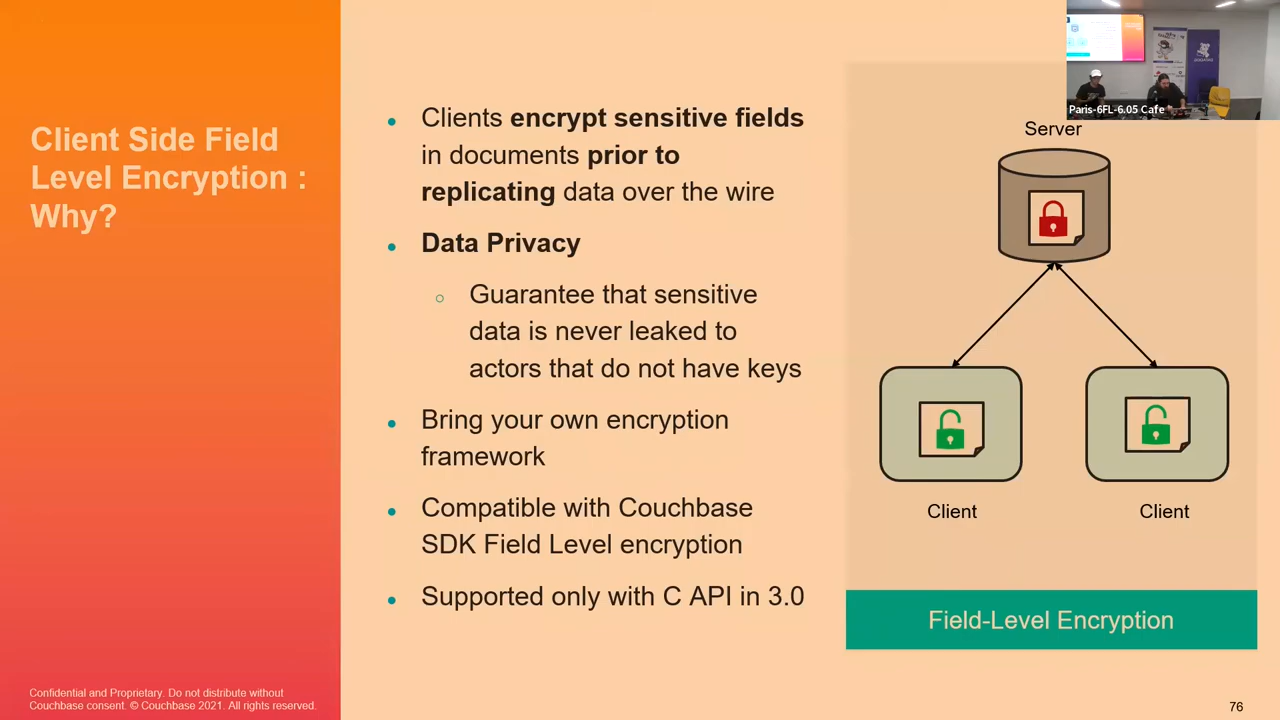 Client Side Field
Level Encryption :
Why?
Clients encrypt sensitive fields
in documents prior to
replicating data over the wire
Data Privacy
Guarantee that sensitive
data is never leaked to
actors that do not have keys
Bring your own encryption
framework
Compatible with Couchbase
SDK Field Level encryption
Supported only with C API in 3.0
Paris-6FL-6.05 Cafe
Server
Client
Client
Field-Level Encryption
Confidential and Proprietary. Do not distribute without
Couchbase consent. © Couchbase 2021. All rights reserved.
76